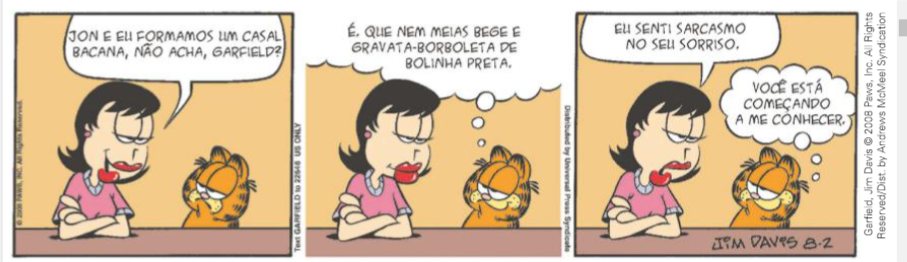 JON E EU FORMAMOS UM CASAL
BACANA, NÃO ACHA, GARFIELD?
© 2008 PAWS, INC. All Rights Reserved.
Text GARFIELD to 22648 US ONLY
É, QUE NEM MEIAS BEGE E
GRAVATA-BORBOLETA DE
BOLINHA PRETA.
Distributed by Universal Press Syndicate
EU SENTI SARCASMO
NO SEU SORRISO.
VOCÊ ESTÁ
COMEÇANDO
A ME CONHECER.
JIM DAVIS 8-2
Garfield, Jim Davis © 2008 Paws, Inc. All Rights
Reserved/Dist. by Andrews McMeel Syndication